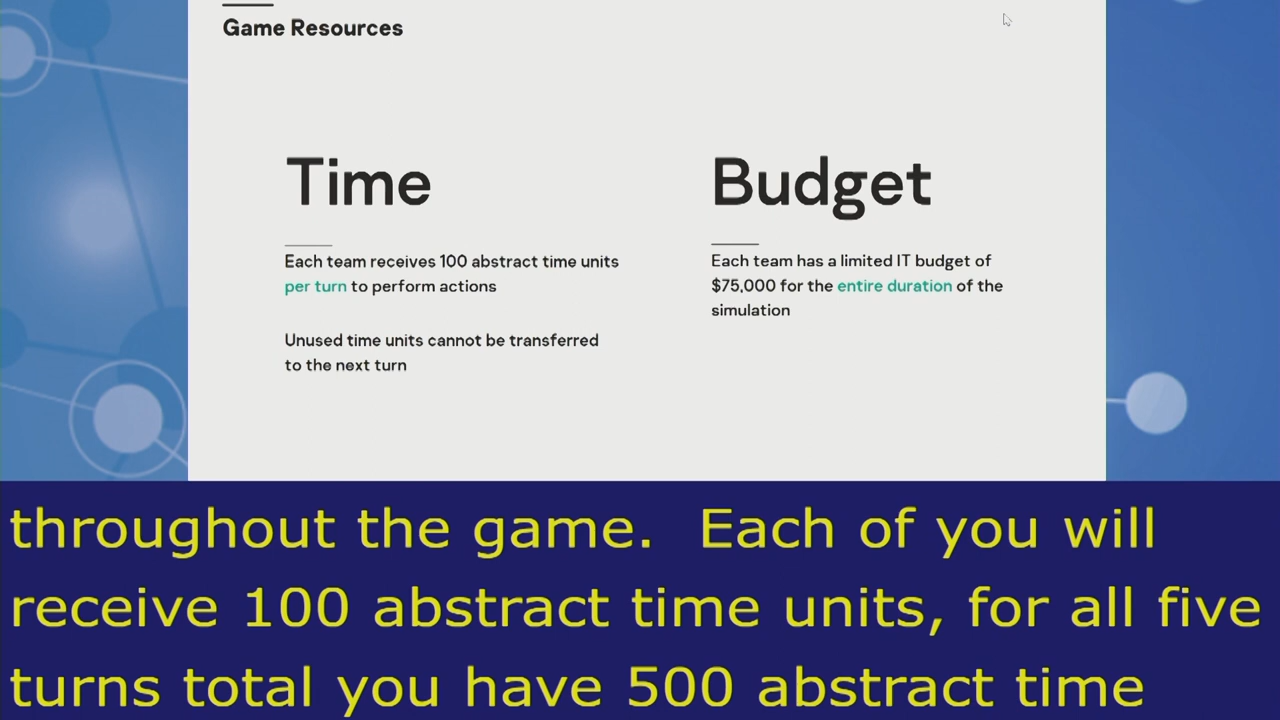 Game Resources
Time
Each team receives 100 abstract time units
per turn to perform actions
Unused time units cannot be transferred
to the next turn
Budget
Each team has a limited IT budget of
$75,000 for the entire duration of the
simulation
throughout the game.  Each of you will
receive 100 abstract time units, for all five
turns total you have 500 abstract time